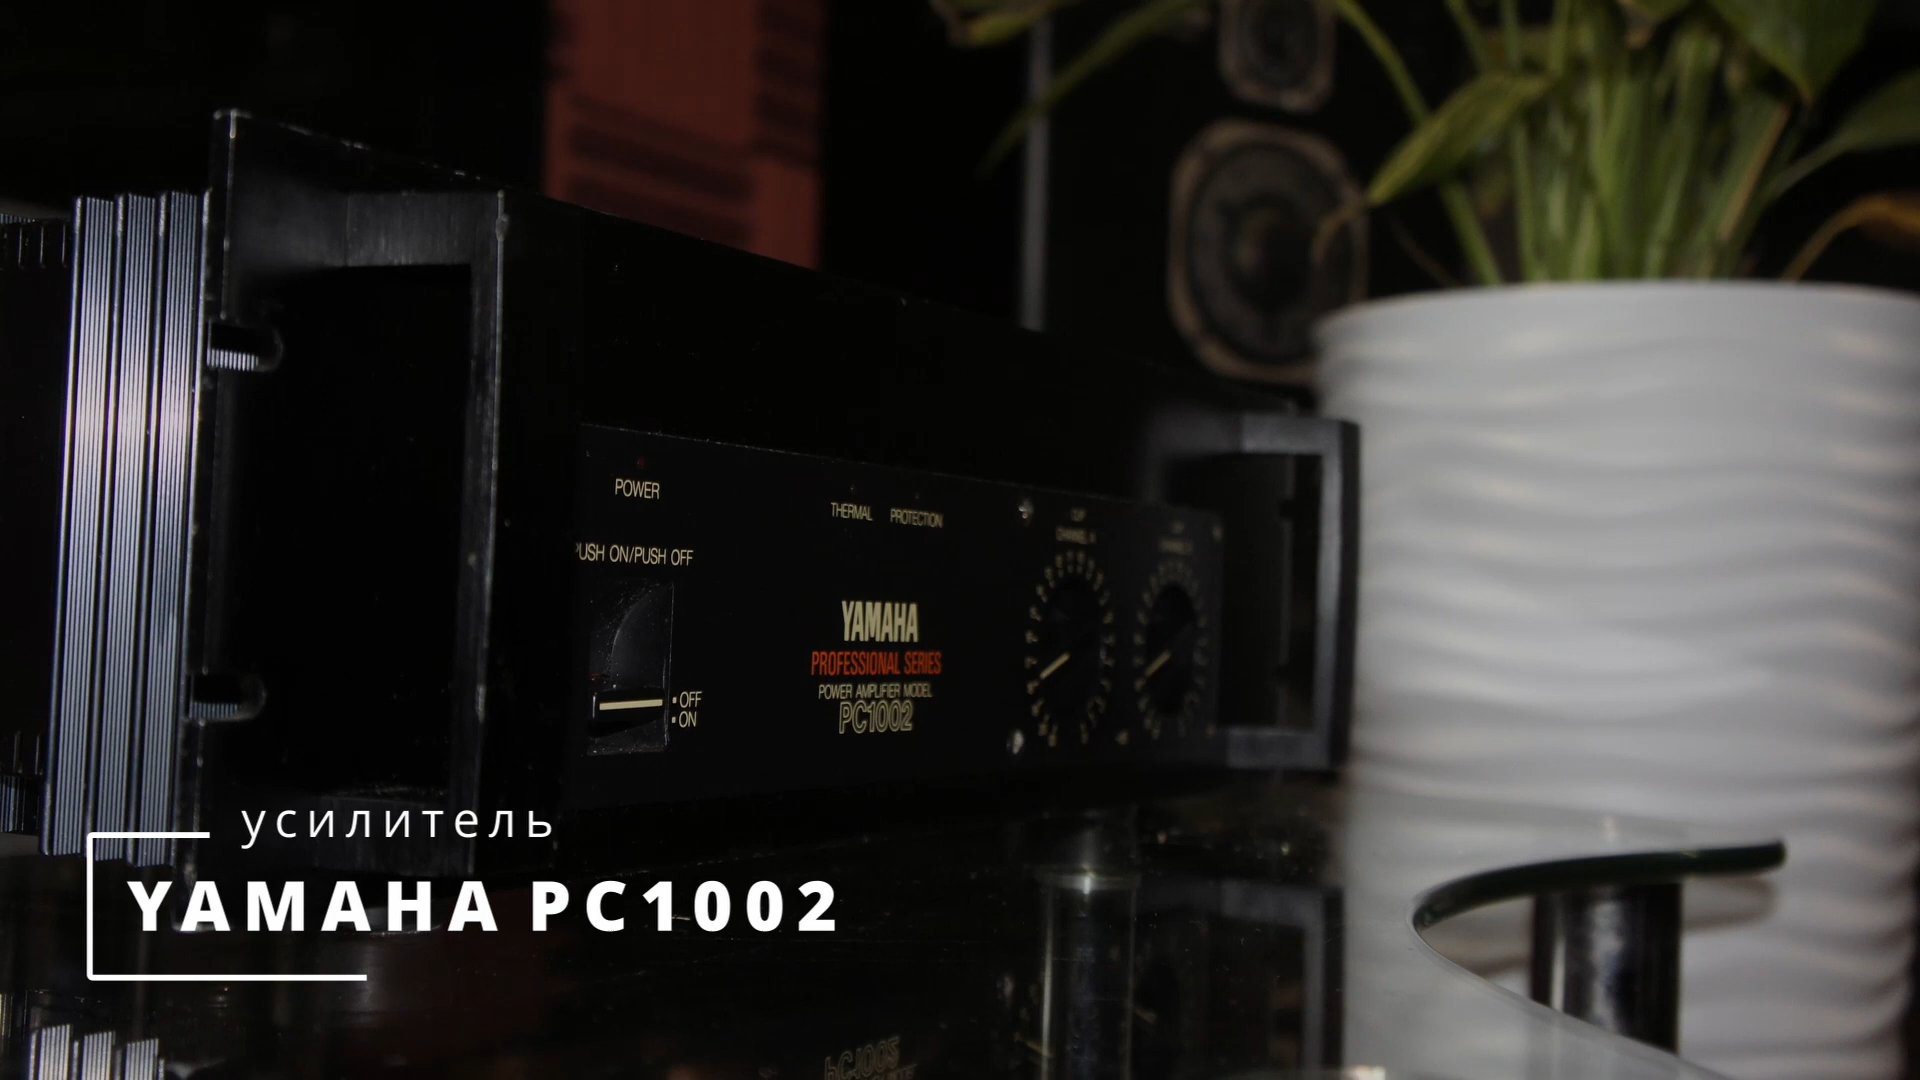 POWER
THERMAL PROTECTION
CHANNEL A
PUSH ON/PUSH OFF
YAMAHA
PROFESSIONAL SERIES
POWER AMPLIFIER MODEL
PC1002
OFF
ON
усилитель
YAMAHA PC1002